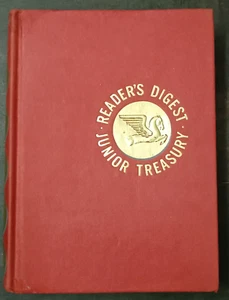 · READER'S DIGEST ·
JUNIOR TREASURY